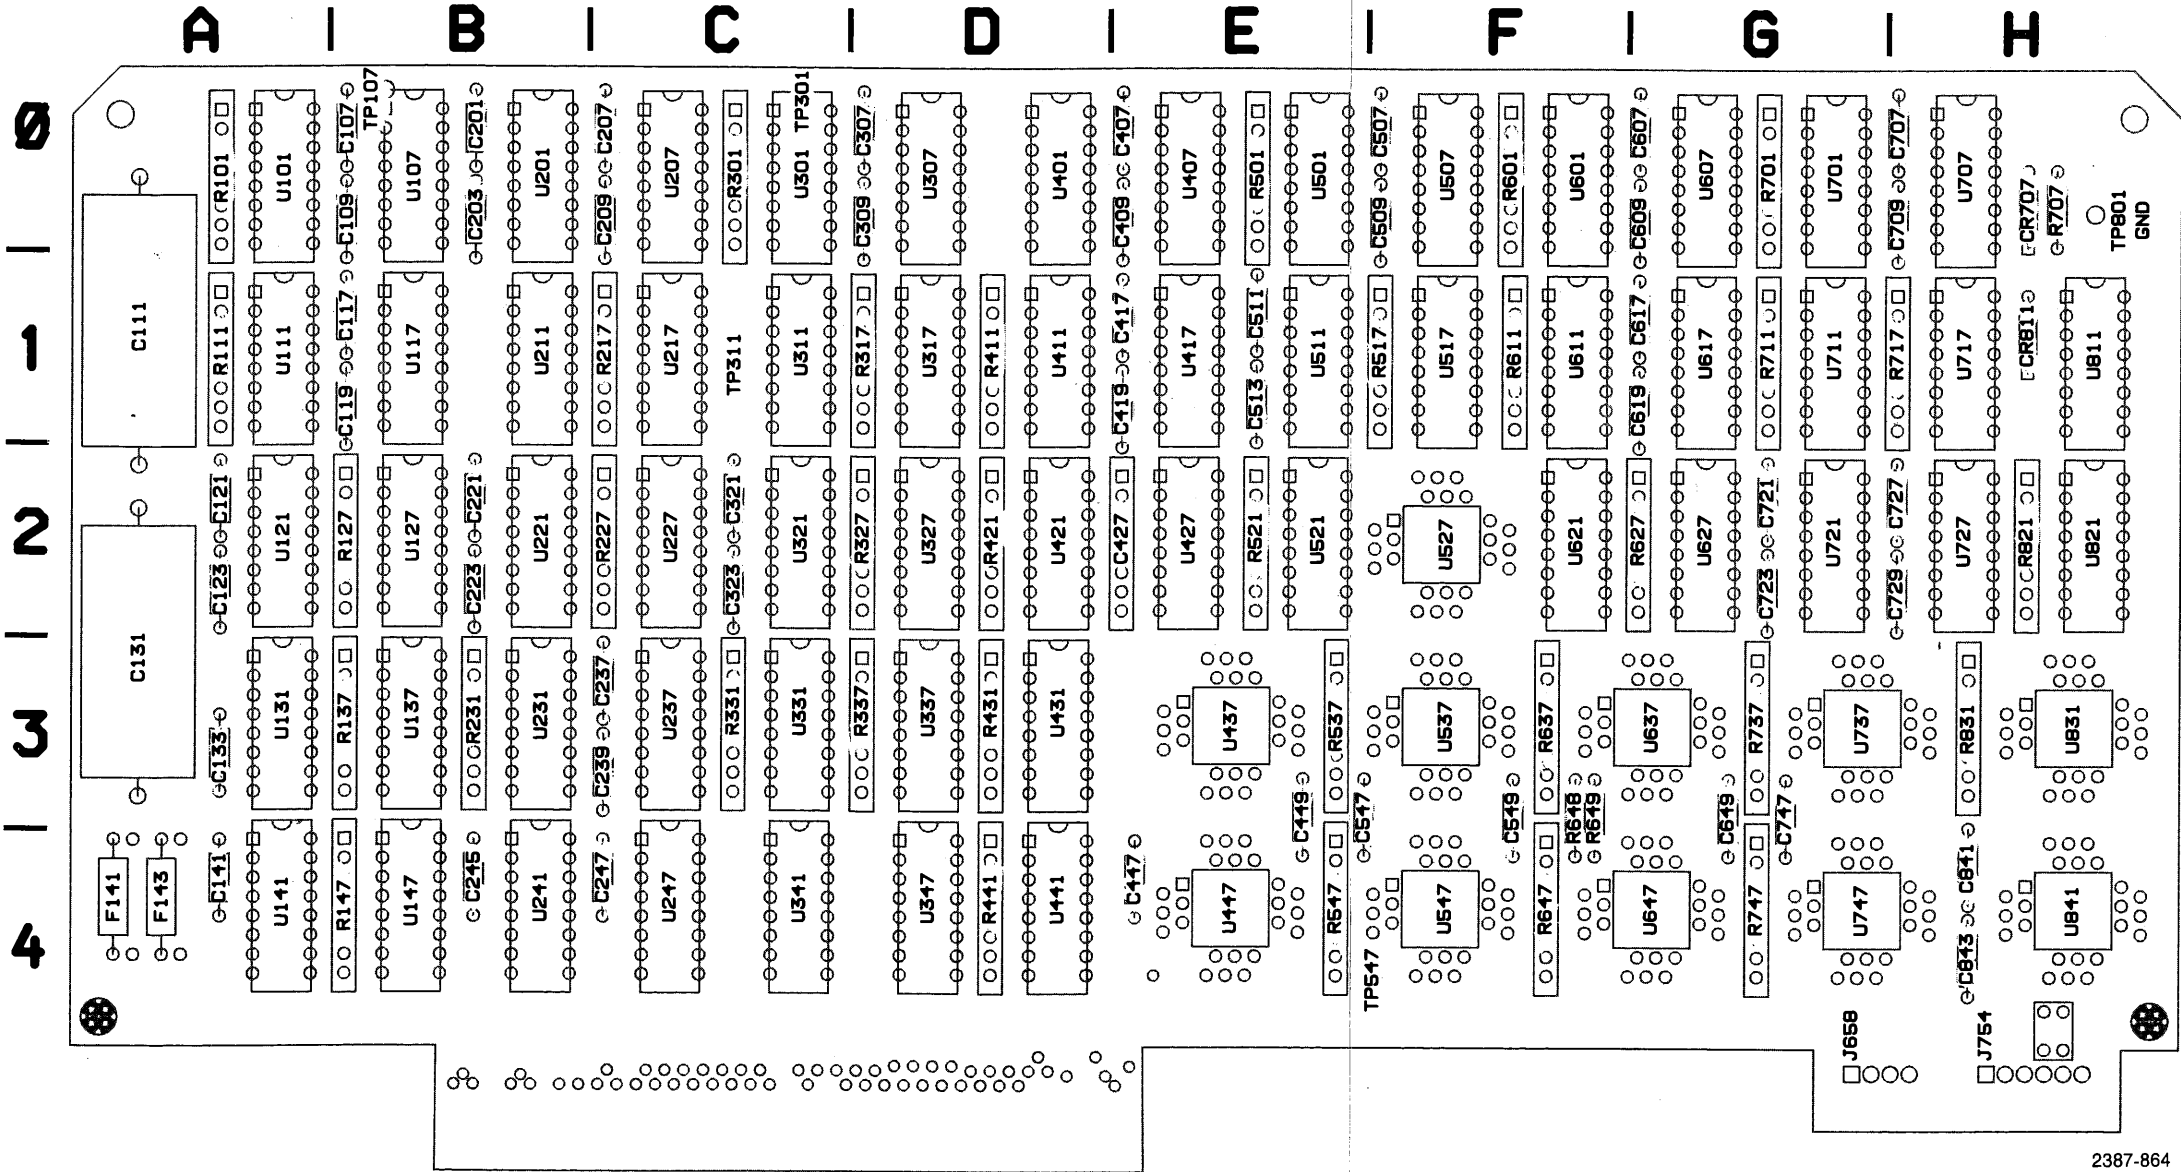 A | B | C | D | E | F | G | H
0
R101 U101 C107 C109 TP107 U107 C201 C203 U201 C207 C209 U207 R301 U301 TP301 C307 C309 U307 U401 C407 C409 U407 R501 U501 C507 C509 U507 R601 U601 C607 C609 U607 R701 U701 C707 C709 U707 CR707 R707 TP801 GND
1
C111 R111 U111 C117 C119 U117 U211 R217 U217 TP311 U311 R317 U317 R411 U411 C417 C419 U417 C511 C513 U511 R517 U517 R611 U611 C617 C619 U617 R711 U711 R717 U717 CR811 U811
2
C121 C123 U121 R127 U127 C221 C223 U221 R227 U227 C321 C323 U321 R327 U327 R421 U421 C427 U427 R521 U521 U527 U621 R627 U627 C721 C723 U721 C727 C729 U727 R821 U821
3
C131 C133 U131 R137 U137 R231 U231 C237 C239 U237 R331 U331 R337 U337 R431 U431 U437 C449 R537 C547 U537 C549 R637 R648 R649 U637 C649 R737 C747 U737 R831 U831
4
F141 F143 C141 U141 R147 U147 C245 U241 C247 U247 U341 U347 R441 U441 C447 U447 R547 TP547 U547 R647 U647 R747 U747 C841 C843 U841
J658 J754
2387-864